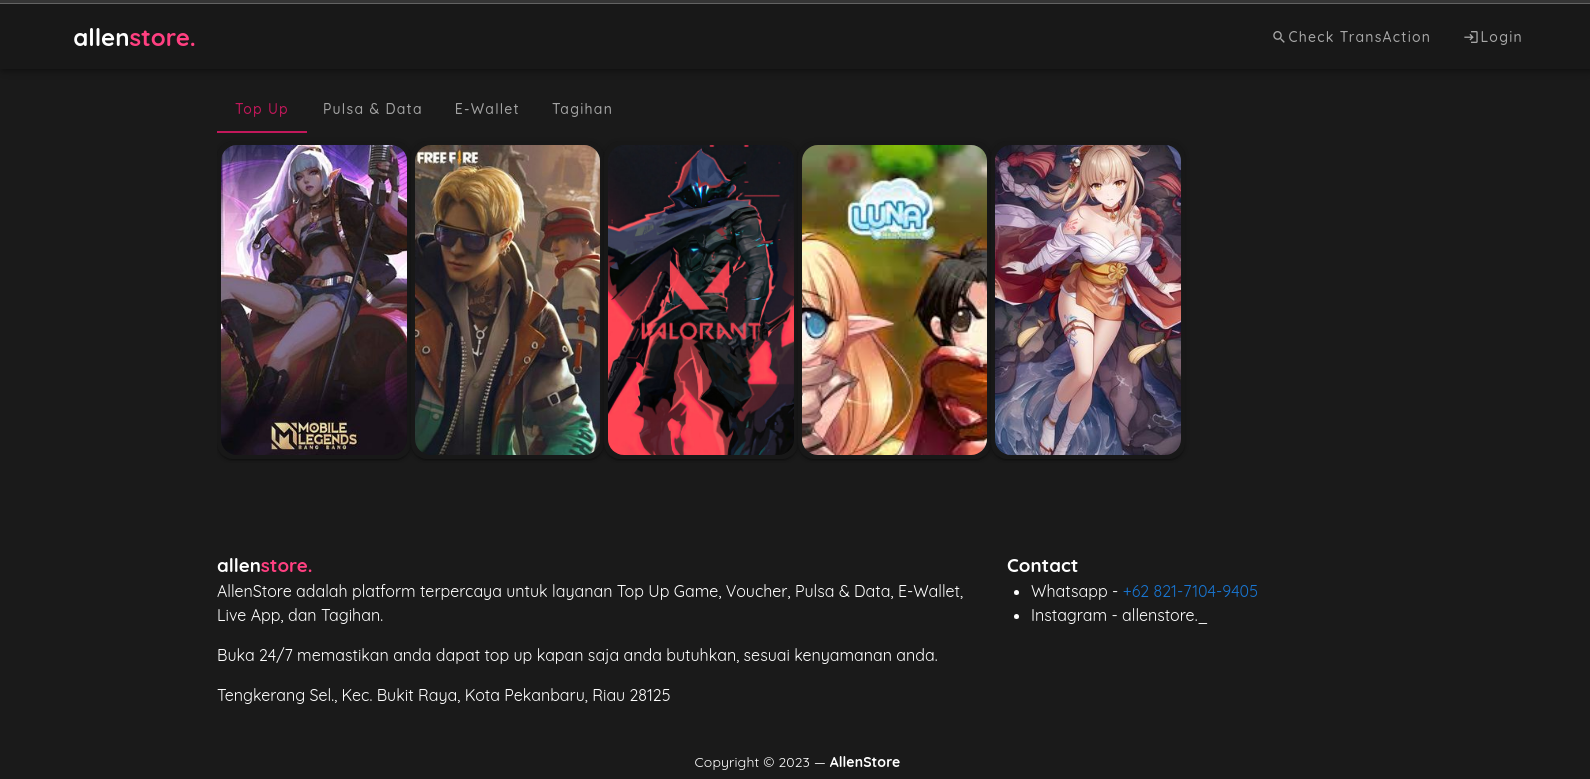 allenstore.
Check TransAction
Login
Top Up
Pulsa & Data
E-Wallet
Tagihan
FREE FIRE
LUNA
VALORANT
MOBILE
LEGENDS
BANG BANG
allenstore.
AllenStore adalah platform terpercaya untuk layanan Top Up Game, Voucher, Pulsa & Data, E-Wallet,
Live App, dan Tagihan.
Buka 24/7 memastikan anda dapat top up kapan saja anda butuhkan, sesuai kenyamanan anda.
Tengkerang Sel., Kec. Bukit Raya, Kota Pekanbaru, Riau 28125
Contact
Whatsapp - +62 821-7104-9405
Instagram - allenstore._
Copyright © 2023 — AllenStore